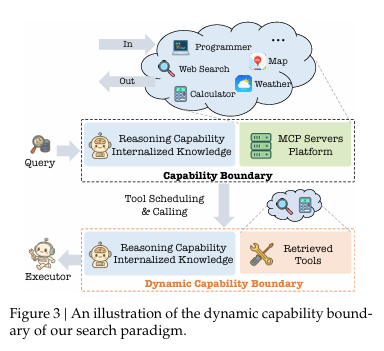 In
Out
Programmer
...
Web Search
Map
Calculator
Weather
Query
Reasoning Capability
Internalized Knowledge
MCP Servers
Platform
Capability Boundary
Tool Scheduling
& Calling
Executor
Reasoning Capability
Internalized Knowledge
Retrieved
Tools
Dynamic Capability Boundary
Figure 3 | An illustration of the dynamic capability bound-
ary of our search paradigm.